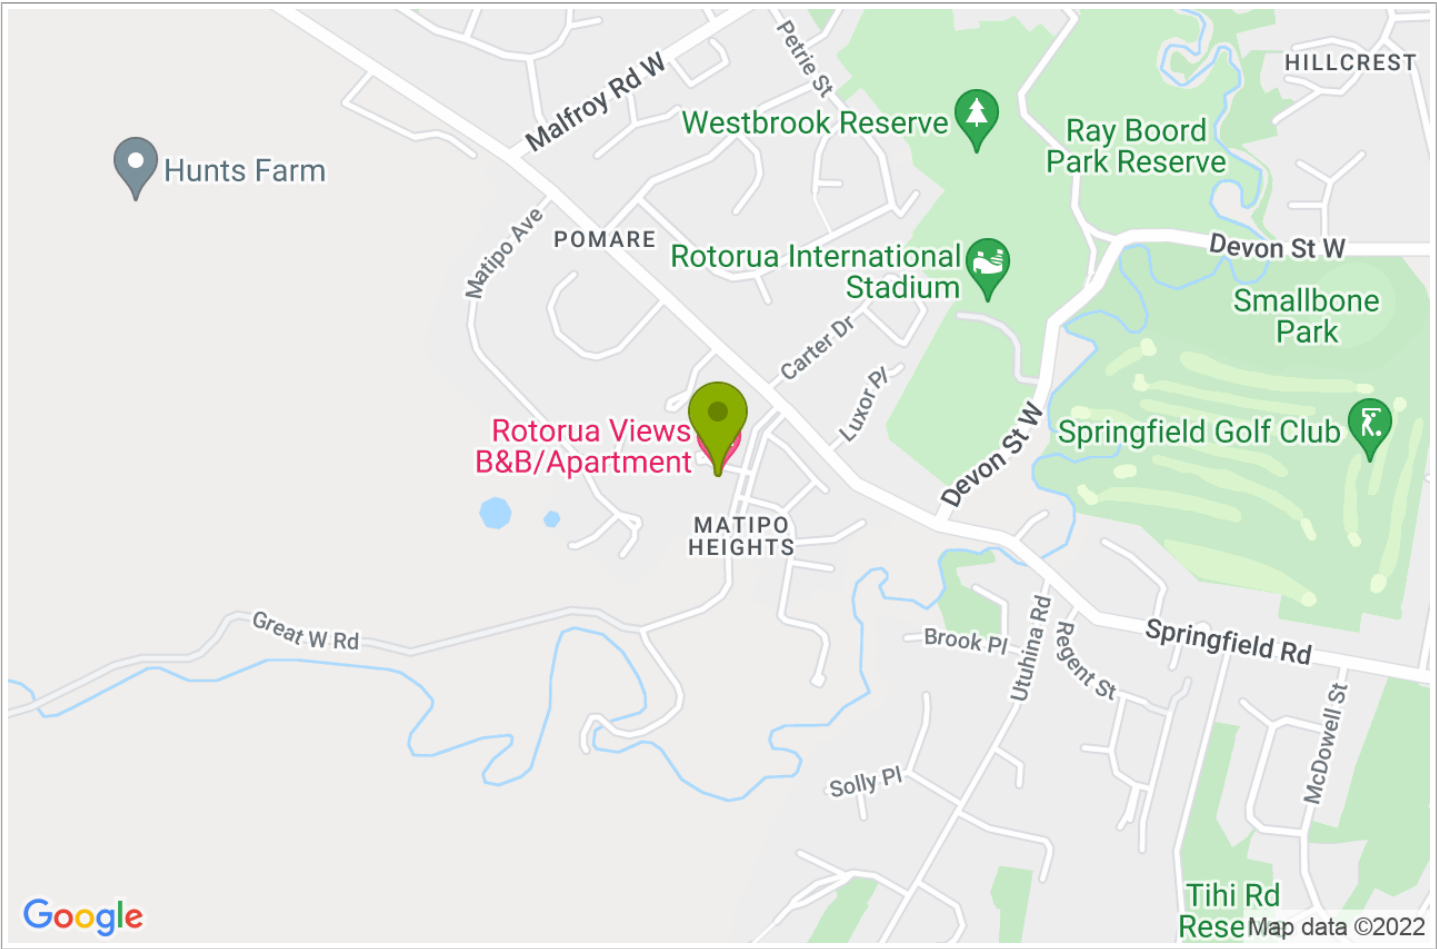 Petrie St
HILLCREST
Malfroy Rd W
Westbrook Reserve
Ray Boord
Park Reserve
Hunts Farm
Matipo Ave
POMARE
Devon St W
Rotorua International
Stadium
Smallbone
Park
Carter Dr
Luxor Pl
Rotorua Views
B&B/Apartment
Springfield Golf Club
Devon St W
MATIPO
HEIGHTS
Great W Rd
Brook Pl
Utuhina Rd
Regent St
Springfield Rd
McDowell St
Solly Pl
Tihi Rd
Google
Map data ©2022